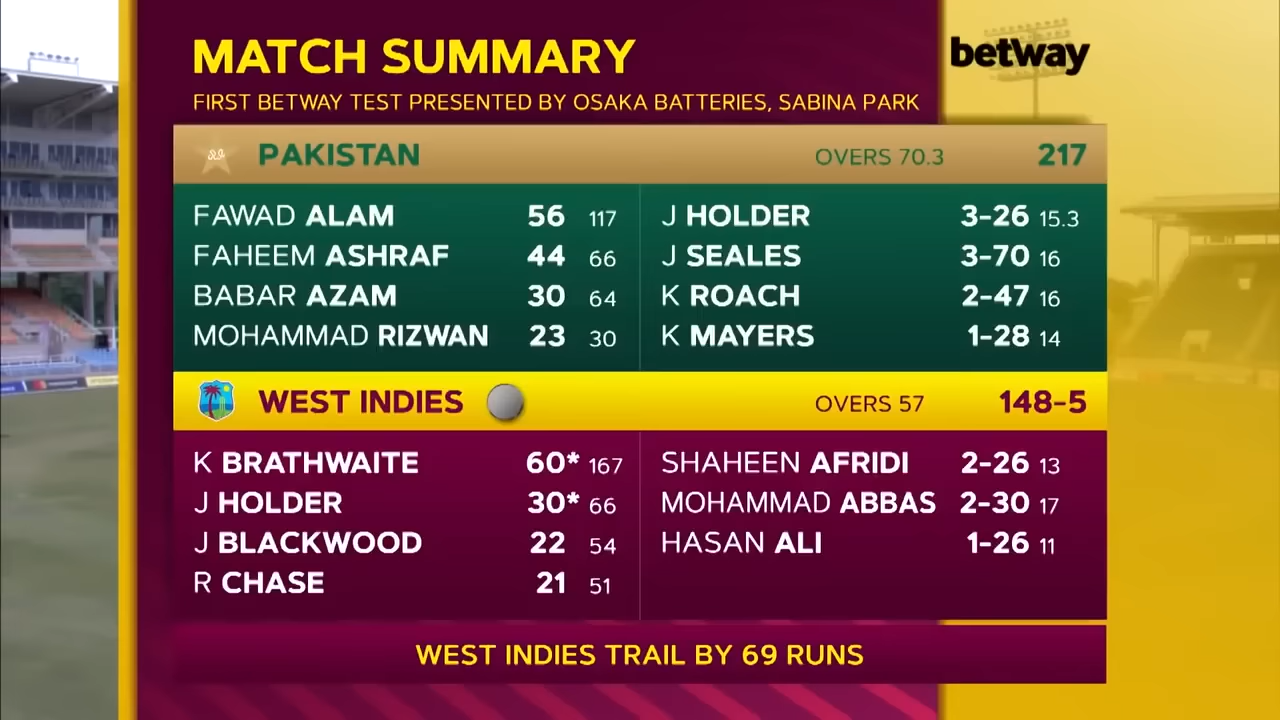 MATCH SUMMARY
betway
FIRST BETWAY TEST PRESENTED BY OSAKA BATTERIES, SABINA PARK
PAKISTAN OVERS 70.3 217
FAWAD ALAM 56 117 J HOLDER 3-26 15.3
FAHEEM ASHRAF 44 66 J SEALES 3-70 16
BABAR AZAM 30 64 K ROACH 2-47 16
MOHAMMAD RIZWAN 23 30 K MAYERS 1-28 14
WEST INDIES OVERS 57 148-5
K BRATHWAITE 60* 167 SHAHEEN AFRIDI 2-26 13
J HOLDER 30* 66 MOHAMMAD ABBAS 2-30 17
J BLACKWOOD 22 54 HASAN ALI 1-26 11
R CHASE 21 51
WEST INDIES TRAIL BY 69 RUNS